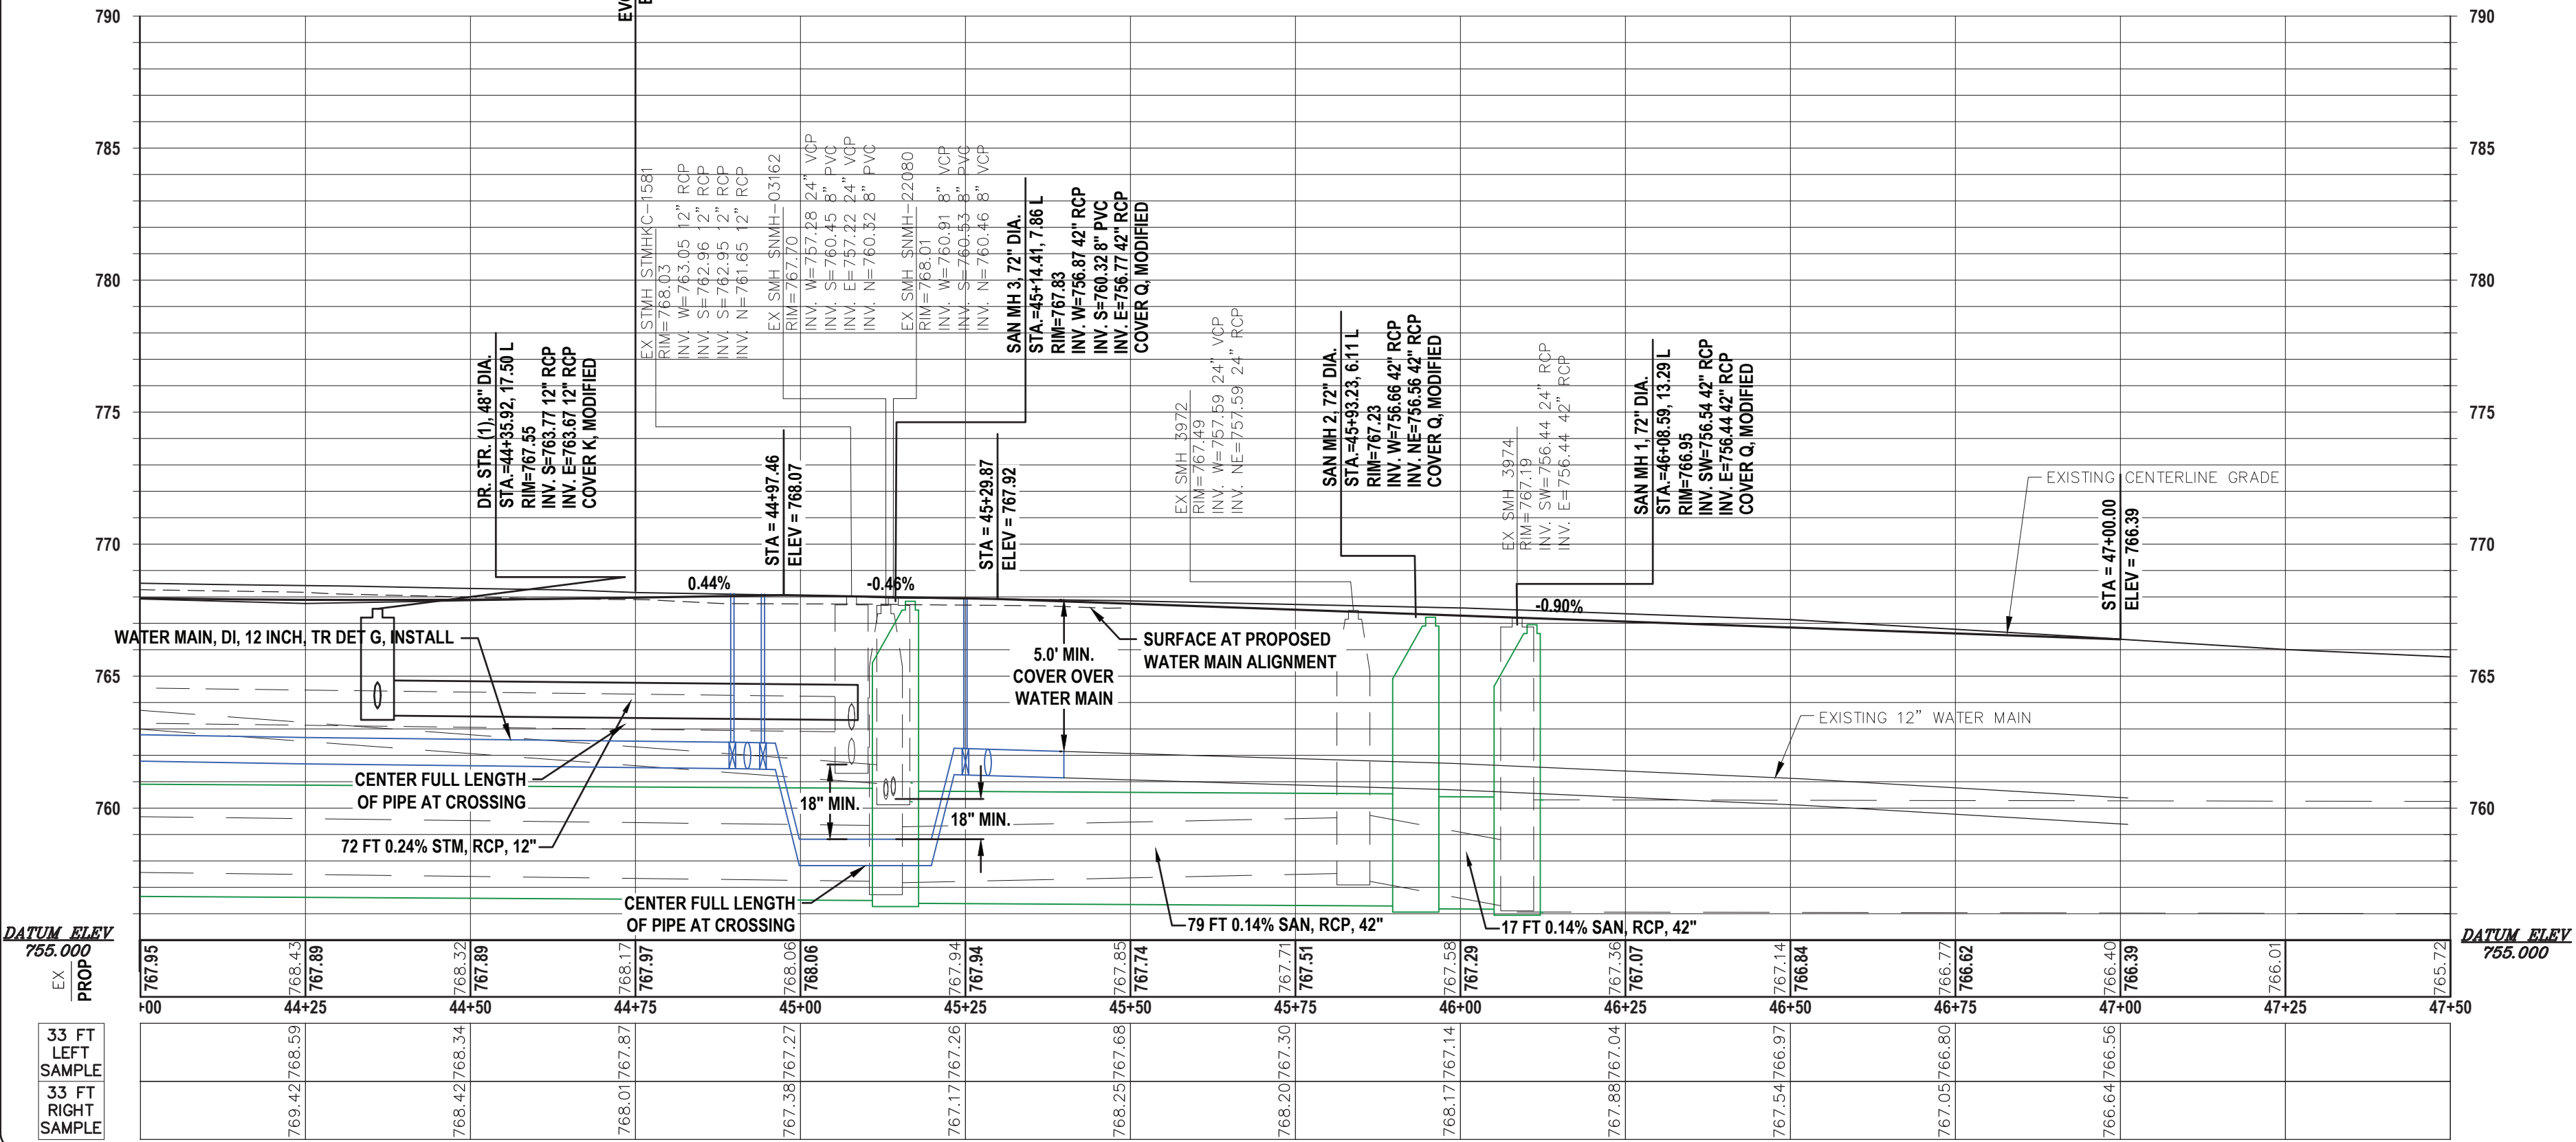 790
785
780
775
770
765
760
790
785
780
775
770
765
760
DR. STR. (1), 48" DIA.
STA.=44+35.92, 17.50 L
RIM=767.55
INV. S=763.77 12" RCP
INV. E=763.67 12" RCP
COVER K, MODIFIED
EX STMH STMHKC-1581
RIM=768.03
INV. W=763.05 12" RCP
INV. S=762.96 12" RCP
INV. S=762.95 12" RCP
INV. N=761.65 12" RCP
EX SMH SNMH-03162
RIM=767.70
INV. W=757.28 24" VCP
INV. S=760.45 8" PVC
INV. E=757.22 24" VCP
INV. N=760.32 8" PVC
EX SMH SNMH-22080
RIM=768.01
INV. W=760.91 8" VCP
INV. S=760.53 8" PVC
INV. N=760.46 8" VCP
SAN MH 3, 72" DIA.
STA.=45+14.41, 7.86 L
RIM=767.83
INV. W=756.87 42" RCP
INV. S=760.32 8" PVC
INV. E=756.77 42" RCP
COVER Q, MODIFIED
EX SMH 3972
RIM=767.49
INV. W=757.59 24" VCP
INV. NE=757.59 24" RCP
SAN MH 2, 72" DIA.
STA.=45+93.23, 6.11 L
RIM=767.23
INV. W=756.66 42" RCP
INV. NE=756.56 42" RCP
COVER Q, MODIFIED
EX SMH 3974
RIM=767.19
INV. SW=756.44 24" RCP
INV. E=756.44 42" RCP
SAN MH 1, 72" DIA.
STA.=46+08.59, 13.29 L
RIM=766.95
INV. SW=756.54 42" RCP
INV. E=756.44 42" RCP
COVER Q, MODIFIED
STA = 44+97.46
ELEV = 768.07
STA = 45+29.87
ELEV = 767.92
STA = 47+00.00
ELEV = 766.39
EXISTING CENTERLINE GRADE
0.44%
-0.46%
-0.90%
WATER MAIN, DI, 12 INCH, TR DET G, INSTALL
SURFACE AT PROPOSED
WATER MAIN ALIGNMENT
5.0' MIN.
COVER OVER
WATER MAIN
EXISTING 12" WATER MAIN
CENTER FULL LENGTH
OF PIPE AT CROSSING
18" MIN.
18" MIN.
72 FT 0.24% STM, RCP, 12"
CENTER FULL LENGTH
OF PIPE AT CROSSING
79 FT 0.14% SAN, RCP, 42"
17 FT 0.14% SAN, RCP, 42"
DATUM ELEV
755.000
DATUM ELEV
755.000
EX
PROP
767.95
768.43
767.89
768.32
767.89
768.17
767.97
768.06
768.06
767.94
767.94
767.85
767.74
767.71
767.51
767.58
767.29
767.36
767.07
767.14
766.84
766.77
766.62
766.40
766.39
766.01
765.72
+00 44+25 44+50 44+75 45+00 45+25 45+50 45+75 46+00 46+25 46+50 46+75 47+00 47+25 47+50
33 FT
LEFT
SAMPLE
768.59 768.34 767.87 767.27 767.26 767.68 767.30 767.14 767.04 766.97 766.80 766.56
33 FT
RIGHT
SAMPLE
769.42 768.42 768.01 767.38 767.17 768.25 768.20 768.17 767.88 767.54 767.05 766.64